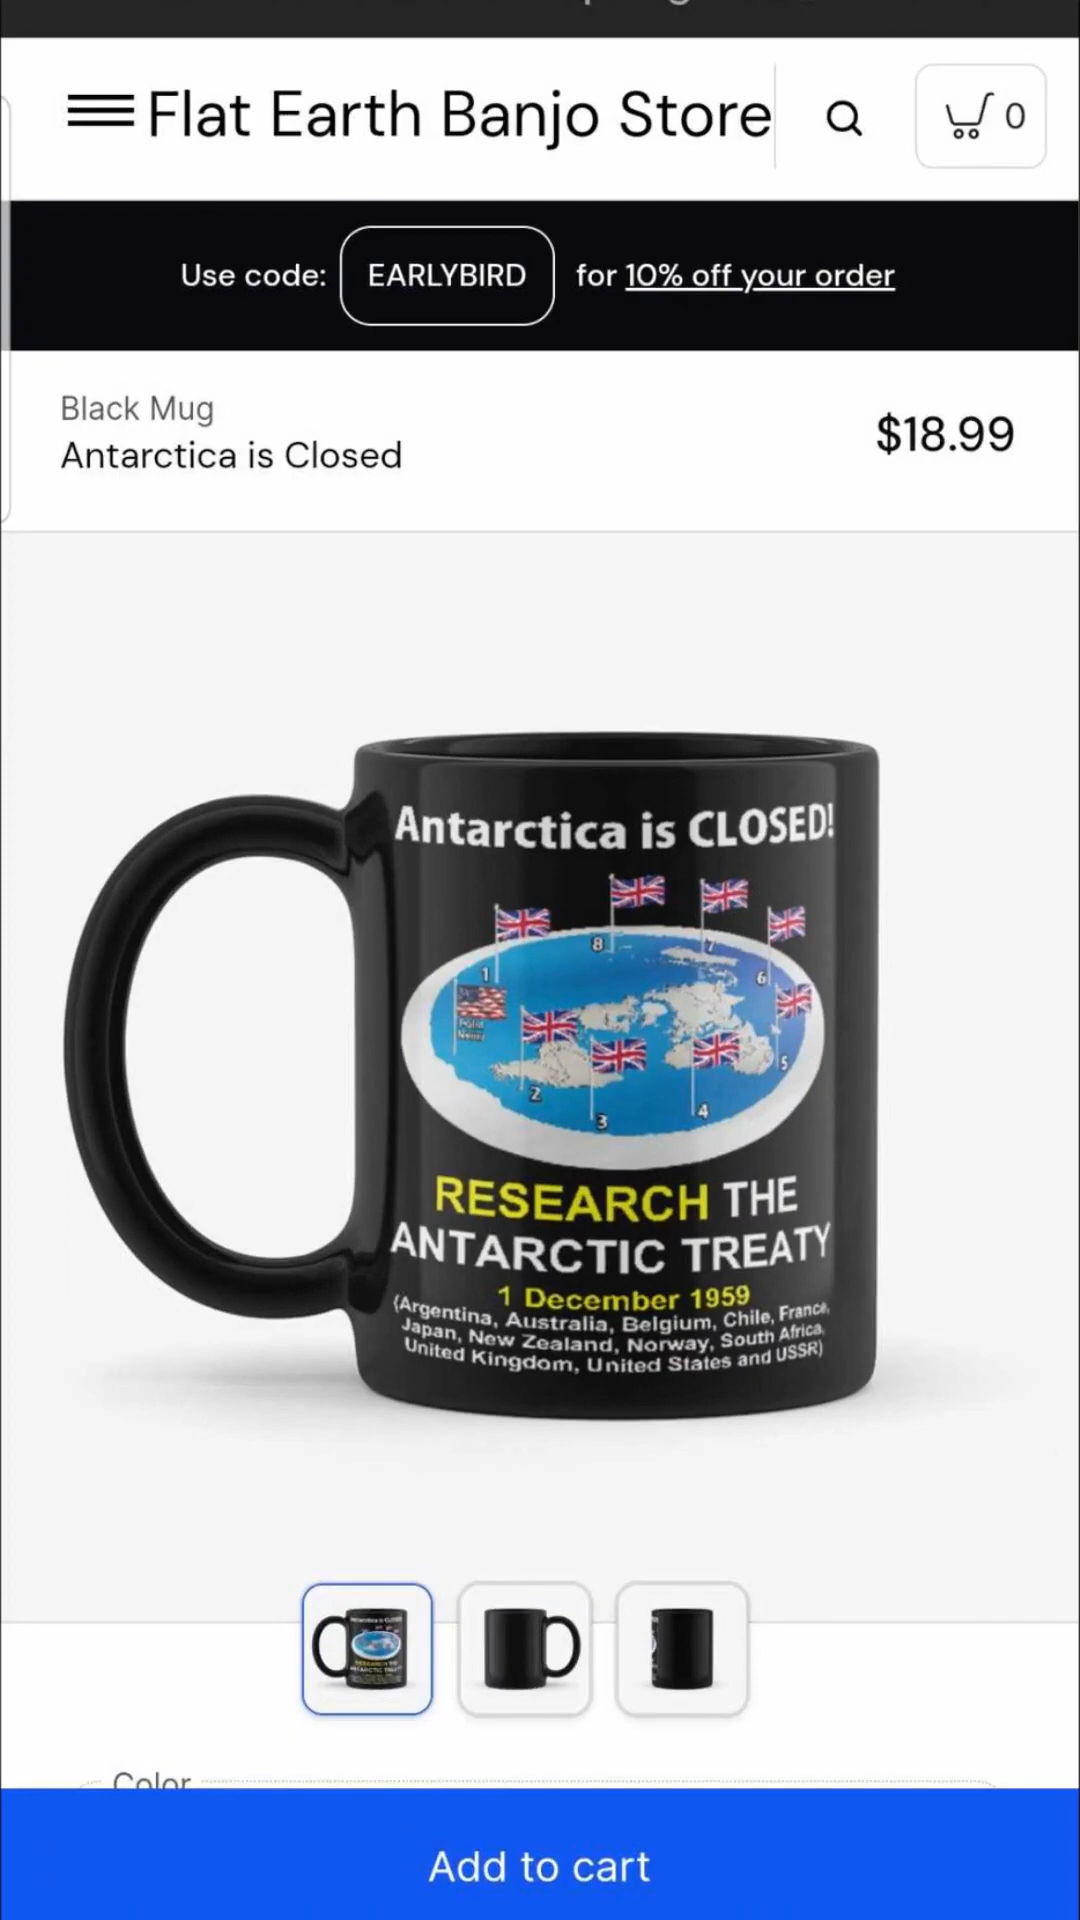 Flat Earth Banjo Store
0
Use code: EARLYBIRD for 10% off your order
Black Mug
Antarctica is Closed
$18.99
Antarctica is CLOSED!
8
7
1
6
5
2
4
3
RESEARCH THE
ANTARCTIC TREATY
1 December 1959
(Argentina, Australia, Belgium, Chile, France,
Japan, New Zealand, Norway, South Africa,
United Kingdom, United States and USSR)
Color
Add to cart